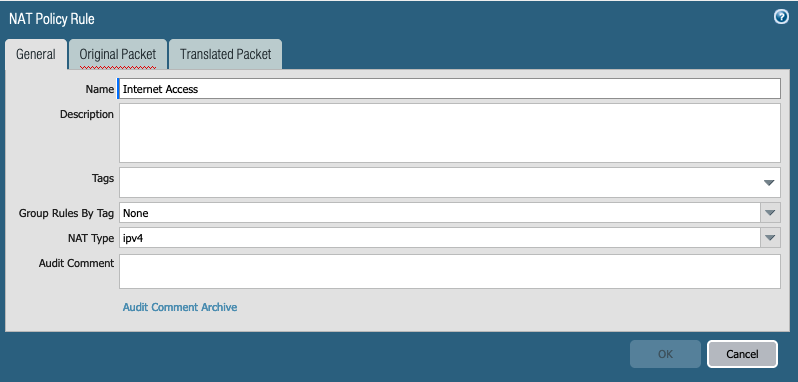 NAT Policy Rule
General
Original Packet
Translated Packet
Name
Internet Access
Description
Tags
Group Rules By Tag
None
NAT Type
ipv4
Audit Comment
Audit Comment Archive
OK
Cancel